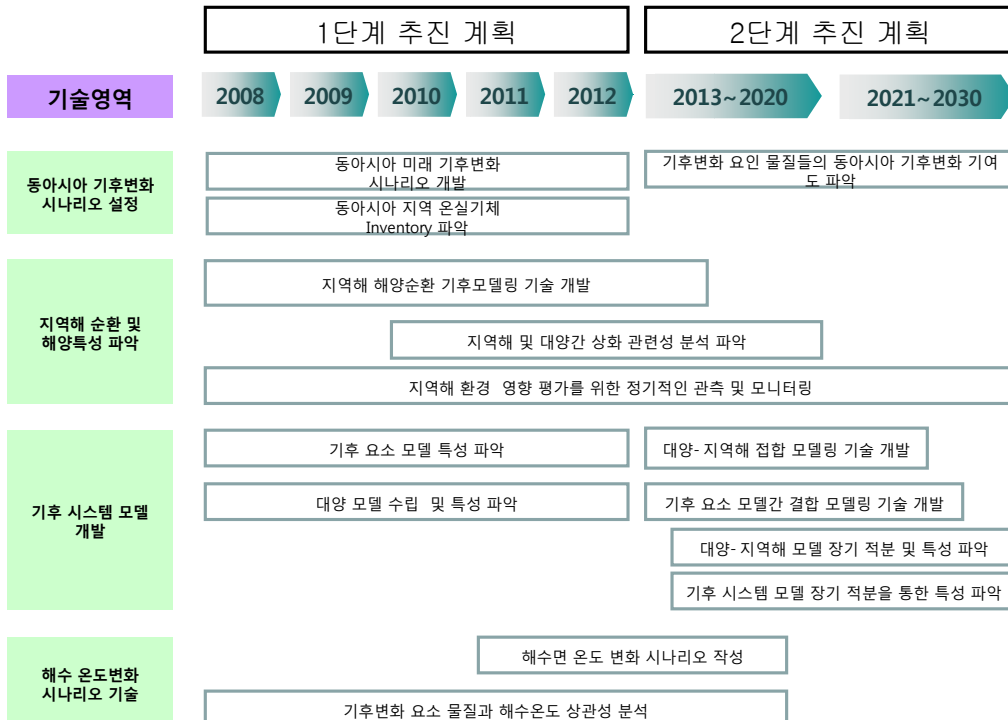 1단계 추진 계획
2단계 추진 계획
기술영역
2008
2009
2010
2011
2012
2013~2020
2021~2030
동아시아 기후변화
시나리오 설정
동아시아 미래 기후변화
시나리오 개발
기후변화 요인 물질들의 동아시아 기후변화 기여
도 파악
동아시아 지역 온실기체
Inventory 파악
지역해 순환 및
해양특성 파악
지역해 해양순환 기후모델링 기술 개발
지역해 및 대양간 상화 관련성 분석 파악
지역해 환경 영향 평가를 위한 정기적인 관측 및 모니터링
기후 시스템 모델
개발
기후 요소 모델 특성 파악
대양- 지역해 접합 모델링 기술 개발
대양 모델 수립 및 특성 파악
기후 요소 모델간 결합 모델링 기술 개발
대양- 지역해 모델 장기 적분 및 특성 파악
기후 시스템 모델 장기 적분을 통한 특성 파악
해수 온도변화
시나리오 기술
해수면 온도 변화 시나리오 작성
기후변화 요소 물질과 해수온도 상관성 분석